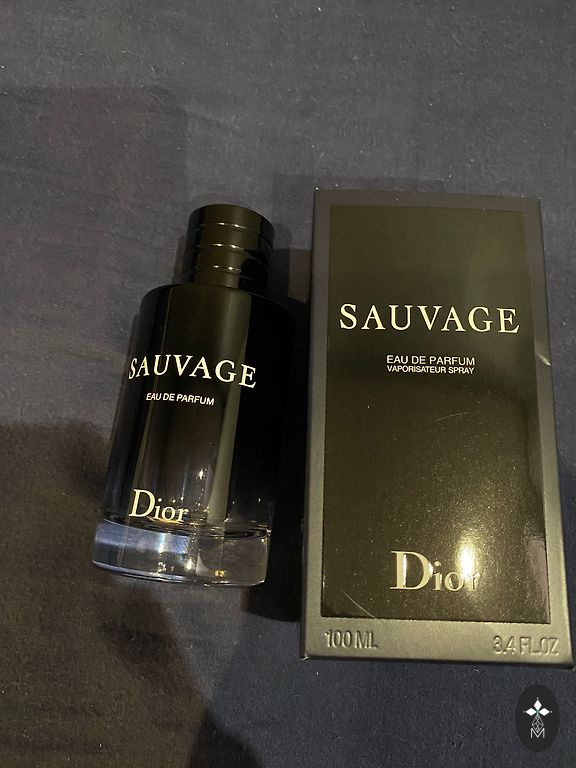 SAUVAGE
EAU DE PARFUM
Dior
SAUVAGE
EAU DE PARFUM
VAPORISATEUR SPRAY
Dior
100 ML
3.4 FL.OZ
M